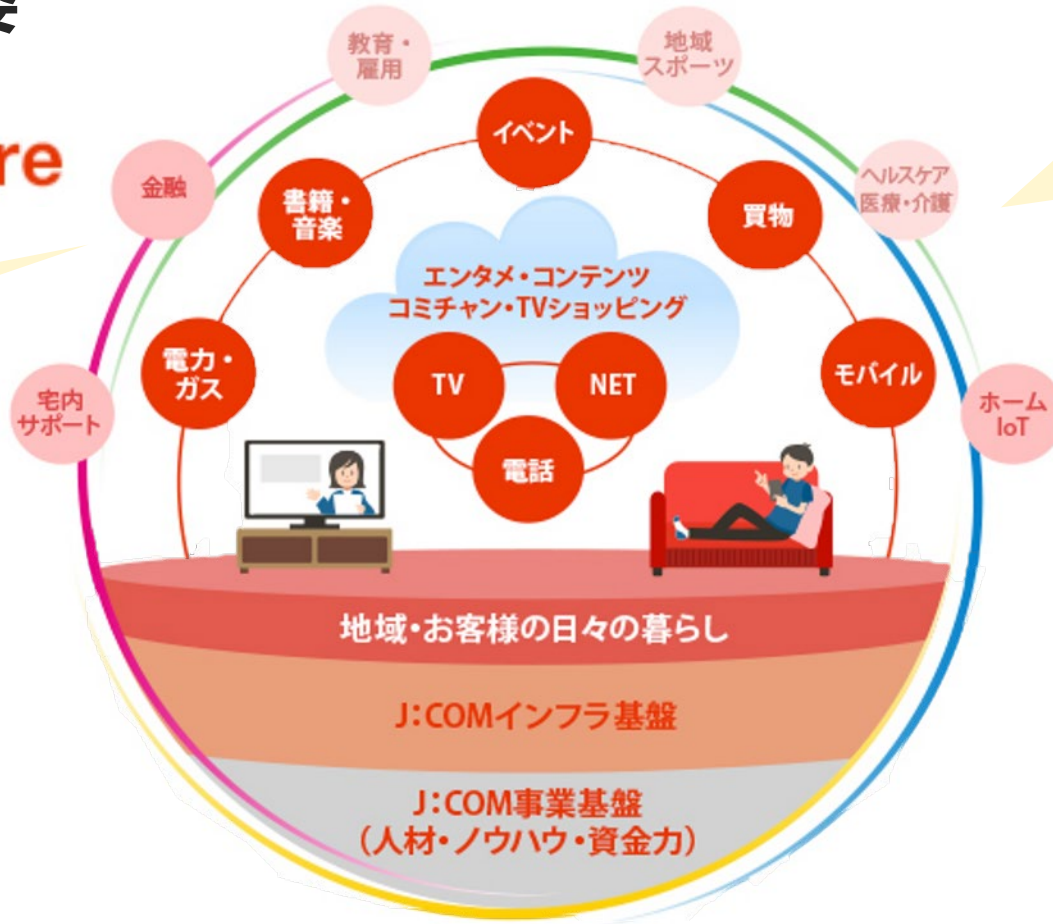 re
教育・
雇用
地域
スポーツ
イベント
金融
書籍・
音楽
買物
ヘルスケア
医療・介護
エンタメ・コンテンツ
コミチャン・TVショッピング
電力・
ガス
TV
NET
モバイル
宅内
サポート
電話
ホーム
IoT
地域・お客様の日々の暮らし
J:COMインフラ基盤
J:COM事業基盤
(人材・ノウハウ・資金力)